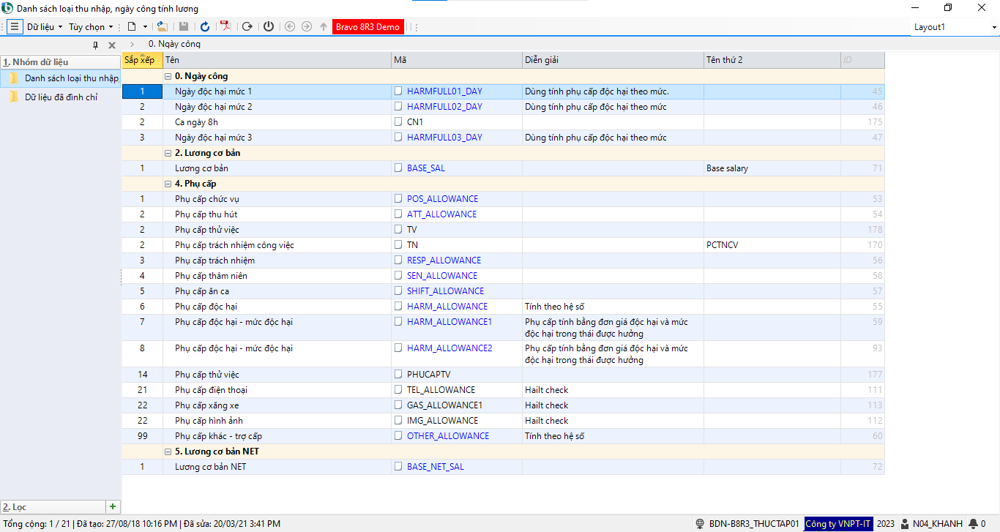 Danh sách loại thu nhập, ngày công tính lương
Dữ liệu Tùy chọn Bravo 8R3 Demo Layout1
0. Ngày công
1. Nhóm dữ liệu
Danh sách loại thu nhập,
Dữ liệu đã đình chỉ
Sắp xếp Tên Mã Diễn giải Tên thứ 2 ID
0. Ngày công
1 Ngày độc hại mức 1 HARMFULL01_DAY Dùng tính phụ cấp độc hại theo mức. 45
2 Ngày độc hại mức 2 HARMFULL02_DAY Dùng tính phụ cấp độc hại theo mức 46
2 Ca ngày 8h CN1 175
3 Ngày độc hại mức 3 HARMFULL03_DAY Dùng tính phụ cấp độc hại theo mức 47
2. Lương cơ bản
1 Lương cơ bản BASE_SAL Base salary 71
4. Phụ cấp
1 Phụ cấp chức vụ POS_ALLOWANCE 53
2 Phụ cấp thu hút ATT_ALLOWANCE 54
2 Phụ cấp thử việc TV 178
2 Phụ cấp trách nhiệm công việc TN PCTNCV 170
3 Phụ cấp trách nhiệm RESP_ALLOWANCE 56
4 Phụ cấp thâm niên SEN_ALLOWANCE 58
5 Phụ cấp ăn ca SHIFT_ALLOWANCE 57
6 Phụ cấp độc hại HARM_ALLOWANCE Tính theo hệ số 55
7 Phụ cấp độc hại - mức độc hại HARM_ALLOWANCE1 Phụ cấp tính bằng đơn giá độc hại và mức 59
độc hại trong thái được hưởng
8 Phụ cấp độc hại - mức độc hại HARM_ALLOWANCE2 Phụ cấp tính bằng đơn giá độc hại và mức 93
độc hại trong thái được hưởng
14 Phụ cấp thử việc PHUCAPTV 177
21 Phụ cấp điện thoại TEL_ALLOWANCE Hailt check 111
22 Phụ cấp xăng xe GAS_ALLOWANCE1 Hailt check 113
22 Phụ cấp hình ảnh IMG_ALLOWANCE Hailt check 112
99 Phụ cấp khác - trợ cấp OTHER_ALLOWANCE Tính theo hệ số 60
5. Lương cơ bản NET
1 Lương cơ bản NET BASE_NET_SAL 72
2. Lọc +
Tổng cộng: 1 / 21 | Đã tạo: 27/08/18 10:16 PM | Đã sửa: 20/03/21 3:41 PM BDN-B8R3_THUCTAP01 Công ty VNPT-IT 2023 N04_KHANH 0